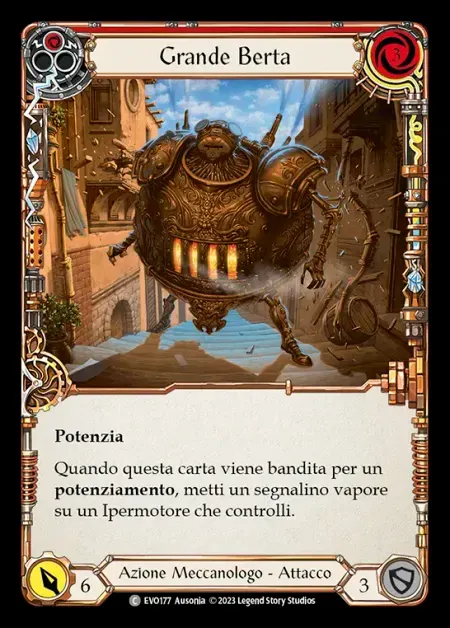 Grande Berta
3
Potenzia
Quando questa carta viene bandita per un
potenziamento, metti un segnalino vapore
su un Ipermotore che controlli.
6
Azione Meccanologo - Attacco
3
C EVO177 Ausonia © 2023 Legend Story Studios